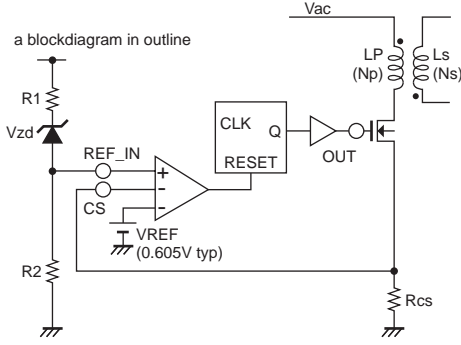 Vac
a blockdiagram in outline
LP
(Np)
Ls
(Ns)
R1
Vzd
CLK
Q
RESET
OUT
REF_IN
+
−
−
CS
VREF
(0.605V typ)
R2
Rcs